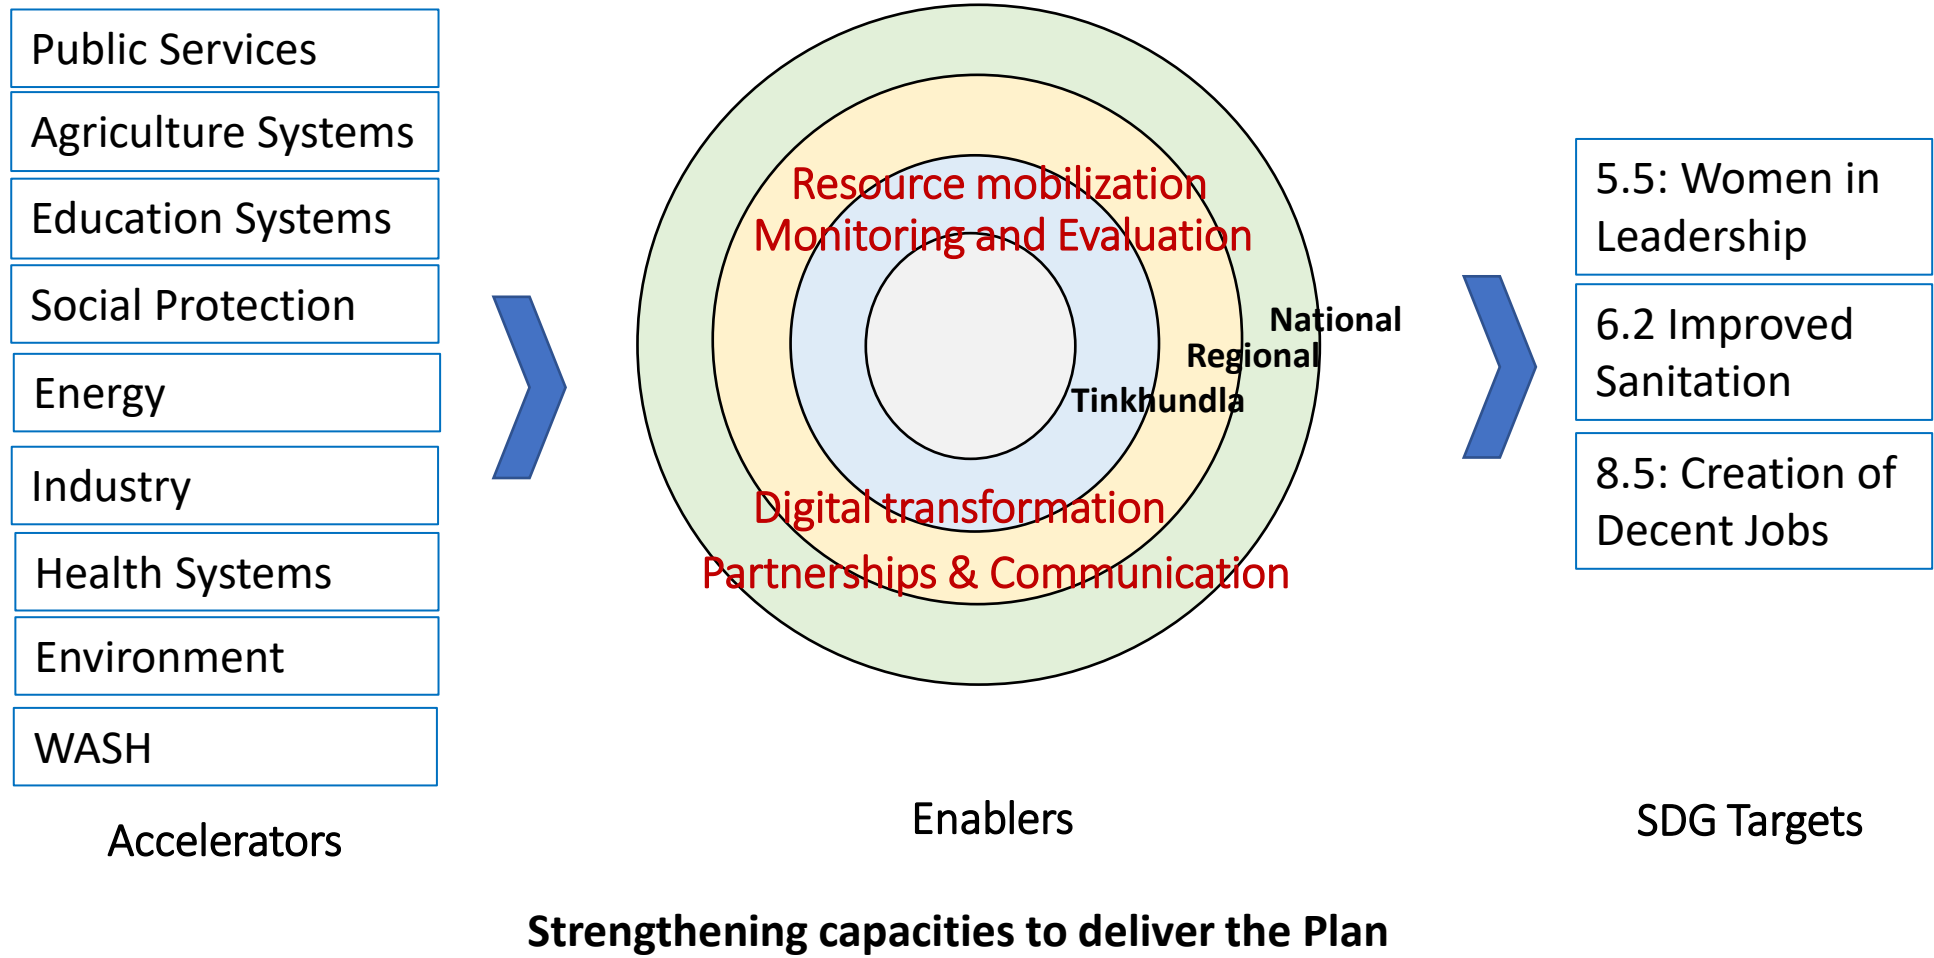 Public Services
Agriculture Systems
Education Systems
Social Protection
Energy
Industry
Health Systems
Environment
WASH
Accelerators
Resource mobilization
Monitoring and Evaluation
National
Regional
Tinkhundla
Digital transformation
Partnerships & Communication
Enablers
5.5: Women in
Leadership
6.2 Improved
Sanitation
8.5: Creation of
Decent Jobs
SDG Targets
Strengthening capacities to deliver the Plan